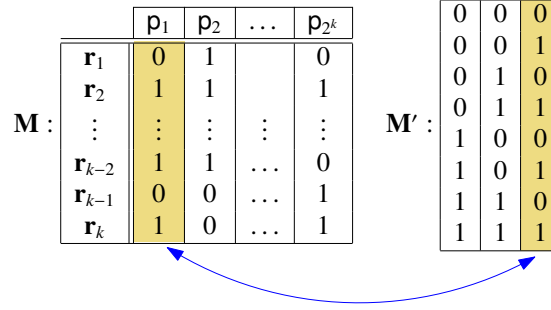 p₁ p₂ … p₂ᵏ
M :
r₁ 0 1 0
r₂ 1 1 1
⋮ ⋮ ⋮ ⋮ ⋮
rₖ₋₂ 1 1 … 0
rₖ₋₁ 0 0 … 1
rₖ 1 0 … 1
M′ :
0 0 0
0 0 1
0 1 0
0 1 1
1 0 0
1 0 1
1 1 0
1 1 1